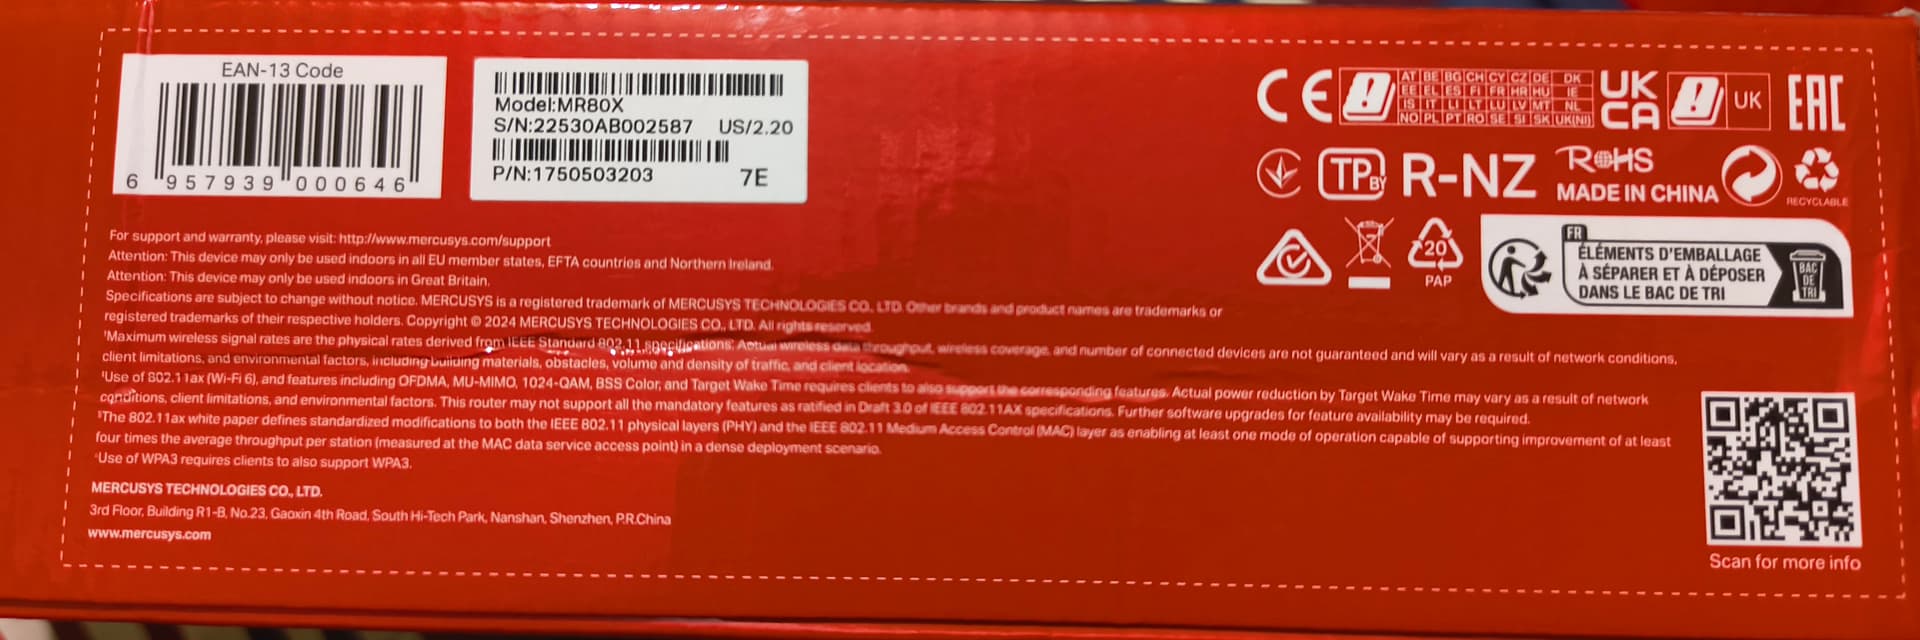 EAN-13 Code
6 957939 000646
Model:MR80X
S/N:22530AB002587 US/2.20
P/N:1750503203 7E
CE
AT BE BG CH CY CZ DE DK
EE EL ES FI FR HR HU IE
IS IT LI LT LU LV MT NL
NO PL PT RO SE SI SK UK(NI)
UK
CA
UK
EAC
TP BY
R-NZ
RoHS
MADE IN CHINA
RECYCLABLE
20
PAP
FR
ÉLÉMENTS D'EMBALLAGE
À SÉPARER ET À DÉPOSER
DANS LE BAC DE TRI
BAC
DE
TRI
For support and warranty, please visit: http://www.mercusys.com/support
Attention: This device may only be used indoors in all EU member states, EFTA countries and Northern Ireland.
Attention: This device may only be used indoors in Great Britain.
Specifications are subject to change without notice. MERCUSYS is a registered trademark of MERCUSYS TECHNOLOGIES CO., LTD. Other brands and product names are trademarks or
registered trademarks of their respective holders. Copyright © 2024 MERCUSYS TECHNOLOGIES CO., LTD. All rights reserved.
†Maximum wireless signal rates are the physical rates derived from IEEE Standard 802.11 specifications. Actual wireless data throughput, wireless coverage, and number of connected devices are not guaranteed and will vary as a result of network conditions,
client limitations, and environmental factors, including building materials, obstacles, volume and density of traffic, and client location.
‡Use of 802.11ax (Wi-Fi 6), and features including OFDMA, MU-MIMO, 1024-QAM, BSS Color, and Target Wake Time requires clients to also support the corresponding features. Actual power reduction by Target Wake Time may vary as a result of network
conditions, client limitations, and environmental factors. This router may not support all the mandatory features as ratified in Draft 3.0 of IEEE 802.11AX specifications. Further software upgrades for feature availability may be required.
§The 802.11ax white paper defines standardized modifications to both the IEEE 802.11 physical layers (PHY) and the IEEE 802.11 Medium Access Control (MAC) layer as enabling at least one mode of operation capable of supporting improvement of at least
four times the average throughput per station (measured at the MAC data service access point) in a dense deployment scenario.
Use of WPA3 requires clients to also support WPA3.
MERCUSYS TECHNOLOGIES CO., LTD.
3rd Floor, Building R1-B, No.23, Gaoxin 4th Road, South Hi-Tech Park, Nanshan, Shenzhen, P.R.China
www.mercusys.com
Scan for more info